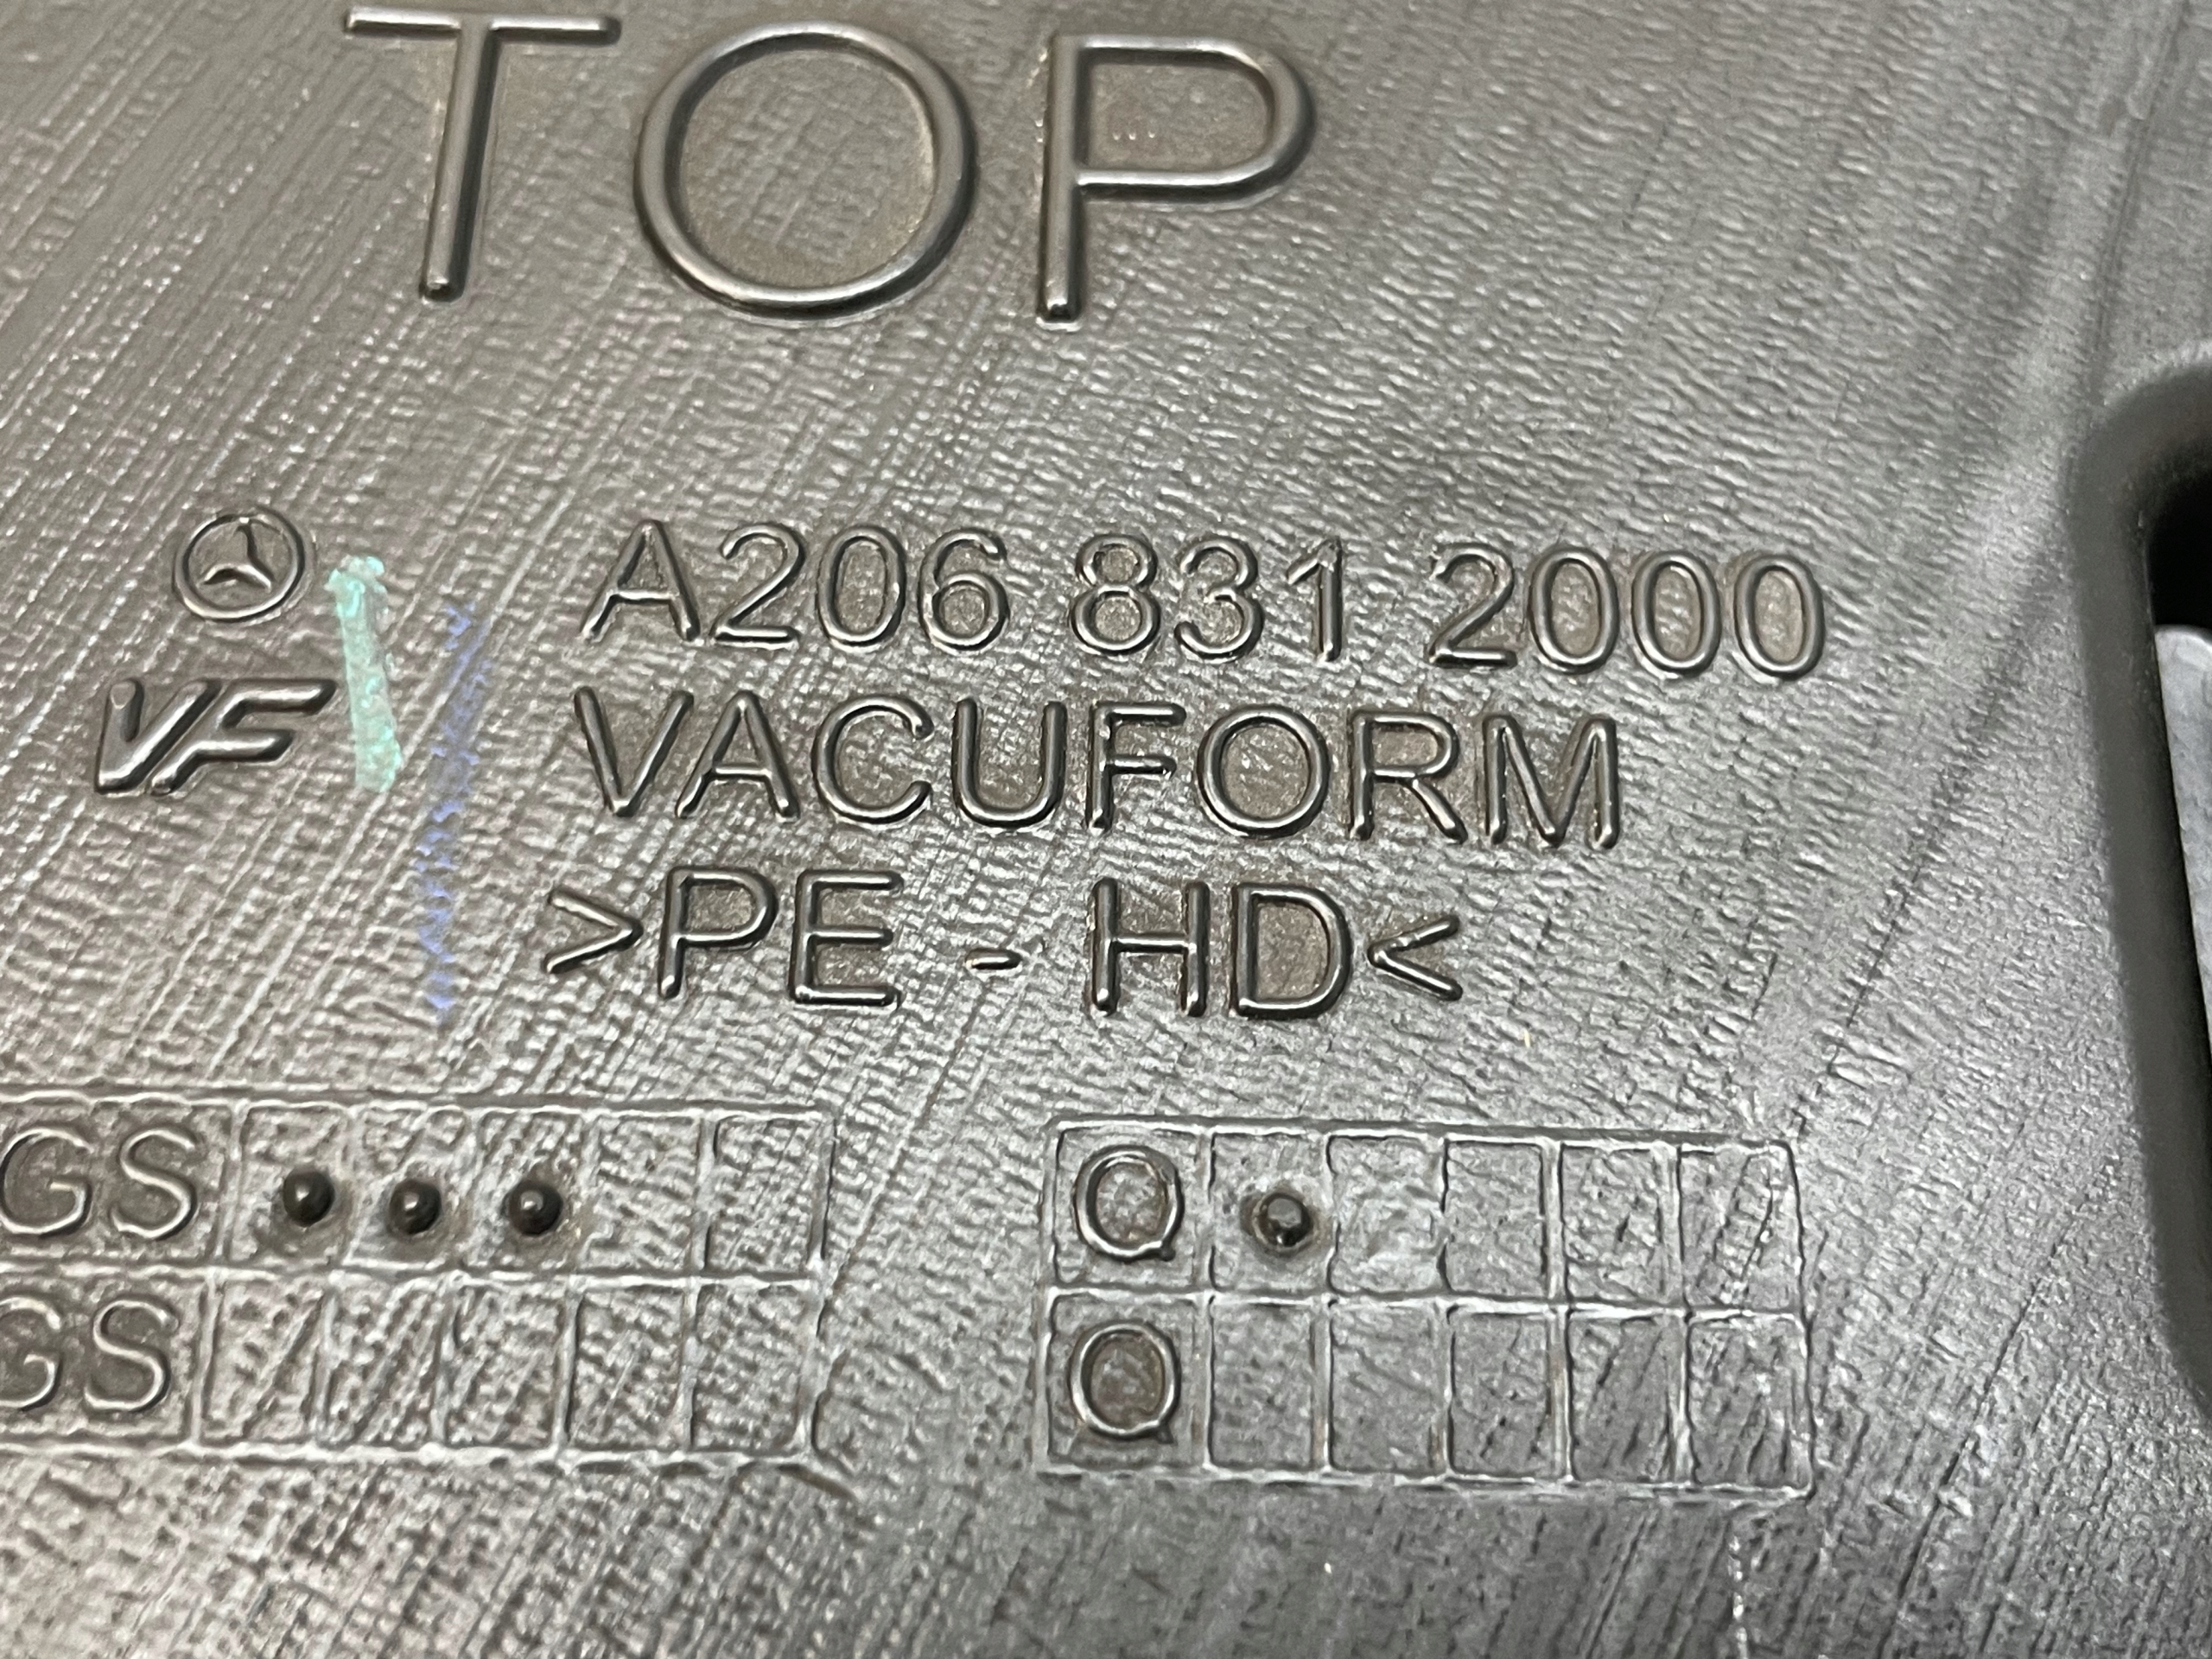 TOP
A206 831 2000
VF VACUFORM
>PE - HD<
GS
GS
Q
Q